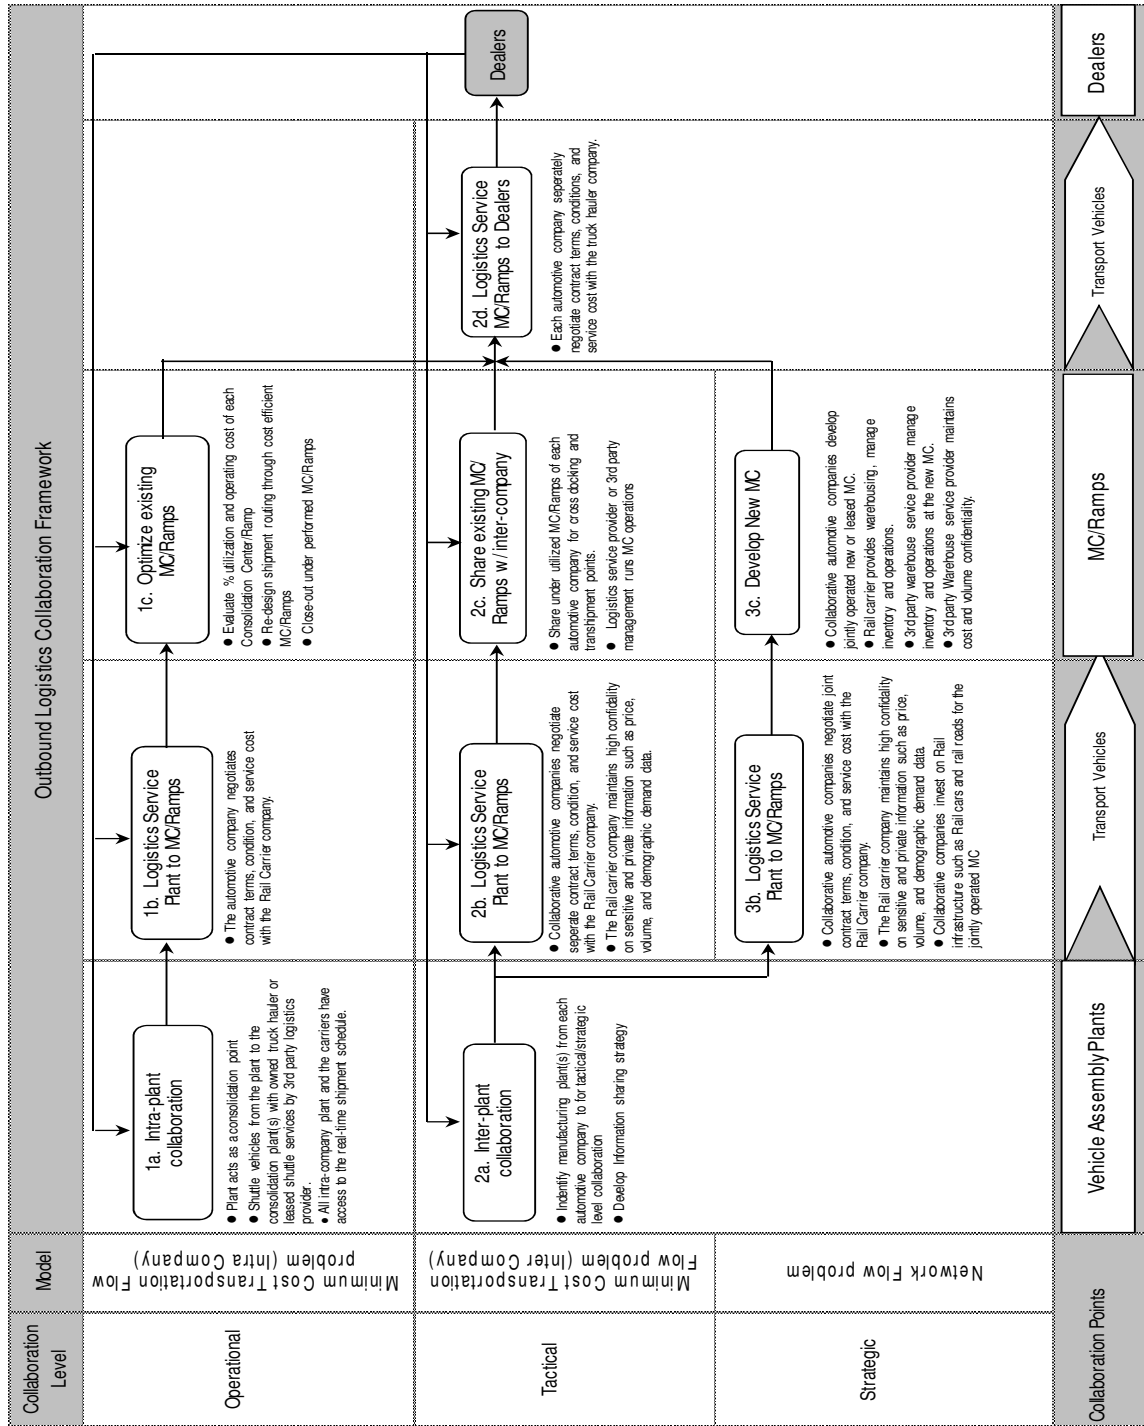 Outbound Logistics Collaboration Framework
Collaboration
Level
Model
Operational
Minimum Cost Transportation Flow
problem (Intra Company)
1a. Intra-plant
collaboration
● Plant acts as a consolidation point
● Shuttle vehicles from the plant to the
consolidation plant(s) with owned truck hauler or
leased shuttle services by 3rd party logistics
provider.
● All intra-company plant and the carriers have
access to the real-time shipment schedule.
1b. Logistics Service
Plant to MC/Ramps
● The automotive company negotiates
contract terms, condition, and service cost
with the Rail Carrier company.
1c. Optimize existing
MC/Ramps
● Evaluate % utilization and operating cost of each
Consolidation Center/Ramp
● Re-design shipment routing through cost efficient
MC/Ramps
● Close-out under performed MC/Ramps
Tactical
Minimum Cost Transportation
Flow problem (Inter Company)
2a. Inter-plant
collaboration
● Indentify manufacturing plant(s) from each
automotive company to for tactical/strategic
level collaboration
● Develop Information sharing strategy
2b. Logistics Service
Plant to MC/Ramps
● Collaborative automotive companies negotiate
seperate contract terms, condition, and service cost
with the Rail Carrier company.
● The Rail carrier company maintains high confidality
on sensitive and private information such as price,
volume, and demographic demand data.
2c. Share existing MC/
Ramps w/ inter-company
● Share under utilized MC/Ramps of each
automotive company for cross docking and
transhipment points.
● Logistics service provider or 3rd party
management runs MC operations
2d. Logistics Service
MC/Ramps to Dealers
● Each automotive company seperately
negotiate contract terms, conditions, and
service cost with the truck hauler company.
Dealers
Strategic
Network Flow problem
3b. Logistics Service
Plant to MC/Ramps
● Collaborative automotive companies negotiate joint
contract terms, condition, and service cost with the
Rail Carrier company.
● The Rail carrier company maintains high confidality
on sensitive and private information such as price,
volume, and demographic demand data.
● Collaborative companies invest on Rail
infrastructure such as Rail cars and rail roads for the
jointly operated MC
3c. Develop New MC
● Collaborative automotive companies develop
jointly operated new or leased MC.
● Rail carrier provides warehousing, manage
inventory and operations.
● 3rd party warehouse service provider manage
inventory and operations at the new MC.
● 3rd party Warehouse service provider maintains
cost and volume confidentiality.
Collaboration Points
Vehicle Assembly Plants
Transport Vehicles
MC/Ramps
Transport Vehicles
Dealers